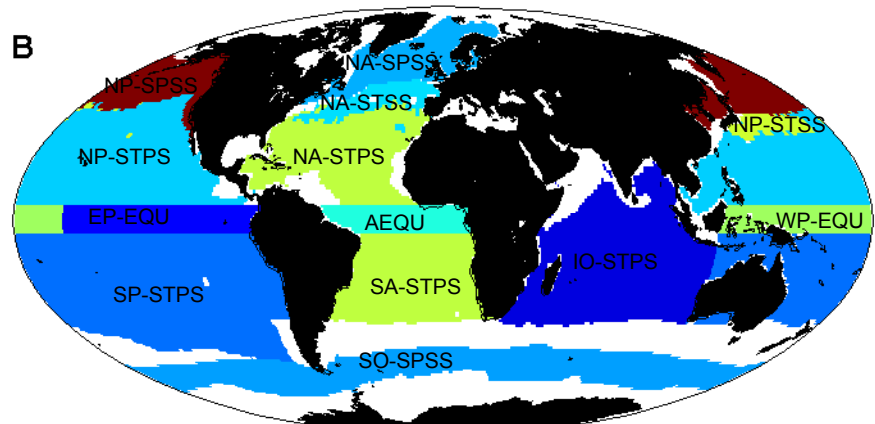 B
NA-SPSS
NP-SPSS
NA-STSS
NP-STSS
NP-STPS
NA-STPS
EP-EQU
AEQU
WP-EQU
IO-STPS
SP-STPS
SA-STPS
SO-SPSS